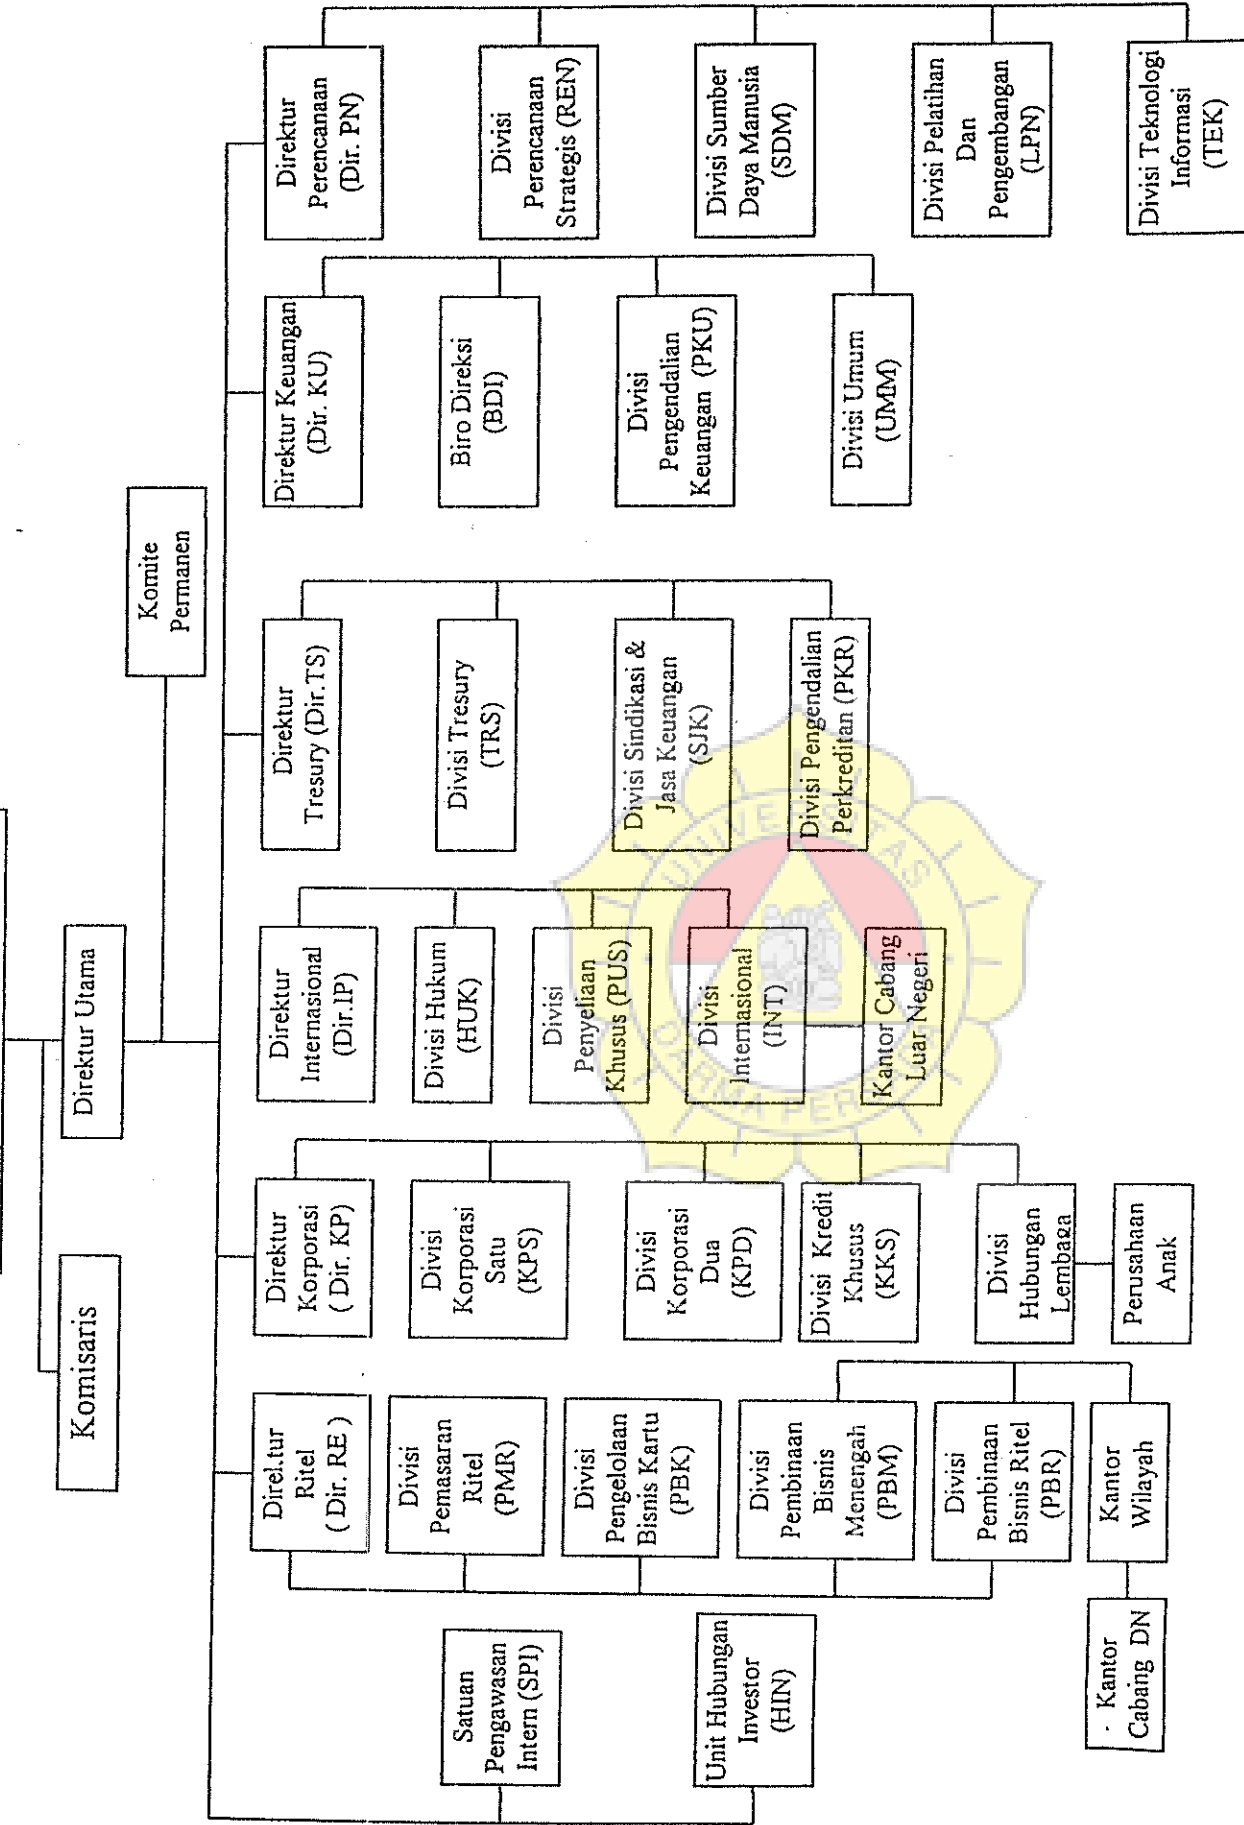 Komisaris
Direktur Utama
Komite
Permanen
Satuan
Pengawasan
Intern (SPI)
Unit Hubungan
Investor
(HIN)
Ritel
( Dir. RE )
Divisi
Pemasaran
Ritel
(PMR)
Divisi
Pengelolaan
Bisnis Kartu
(PBK)
Divisi
Pembinaan
Bisnis
Menengah
(PBM)
Divisi
Pembinaan
Bisnis Ritel
(PBR)
Kantor
Wilayah
- Kantor
Cabang DN
Direktur
Korporasi
( Dir. KP)
Divisi
Korporasi
Satu
(KPS)
Divisi
Korporasi
Dua
(KPD)
Divisi Kredit
Khusus
(KKS)
Divisi
Hubungan
Lembaga
Perusahaan
Anak
Direktur
Internasional
(Dir.IP)
Divisi Hukum
(HUK)
Divisi
Penyeliaan
Khusus (PUS)
Divisi
Internasional
(INT)
Kantor Cabang
Luar Negeri
Direktur
Tresury (Dir.TS)
Divisi Tresury
(TRS)
Divisi Sindikasi &
Jasa Keuangan
(SJK)
Divisi Pengendalian
Perkreditan (PKR)
Direktur Keuangan
(Dir. KU)
Biro Direksi
(BDI)
Divisi
Pengendalian
Keuangan (PKU)
Divisi Umum
(UMM)
Direktur
Perencanaan
(Dir. PN)
Divisi
Perencanaan
Strategis (REN)
Divisi Sumber
Daya Manusia
(SDM)
Divisi Pelatihan
Dan
Pengembangan
(LPN)
Divisi Teknologi
Informasi
(TEK)
UNIVERSITAS
DARMA PERSADA